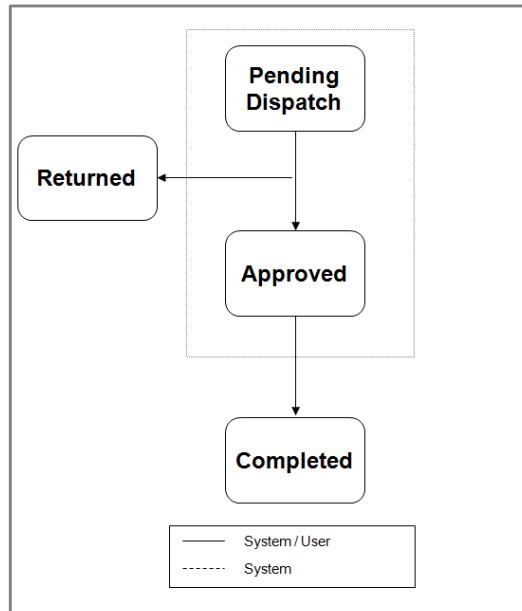 Pending
Dispatch
Returned
Approved
Completed
System / User
System